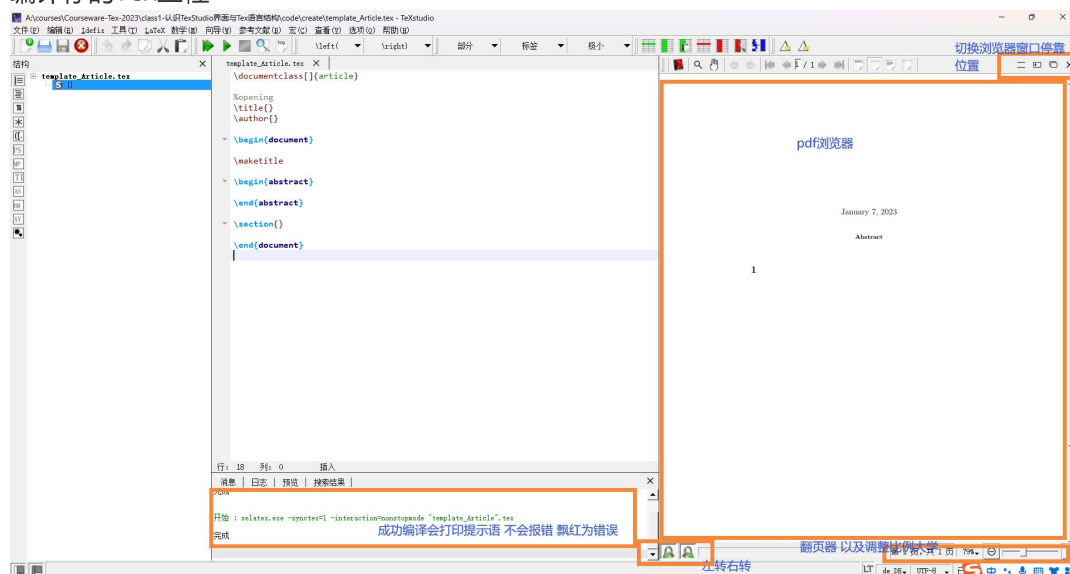 A:\courses\Courseware-Tex-2023\class1-认识TexStudio界面与Tex语言结构\code\create\template_Article.tex - TeXstudio
文件(F) 编辑(E) Idefix 工具(T) LaTeX 数学(M) 向导(W) 参考文献(B) 宏(C) 查看(V) 选项(O) 帮助(H)
\left( \right) 部分 标签 极小
切换浏览器窗口停靠
位置
结构
template_Article.tex
template_Article.tex
\documentclass[]{article}
%opening
\title{}
\author{}
\begin{document}
\maketitle
\begin{abstract}
\end{abstract}
\section{}
\end{document}
pdf浏览器
January 7, 2023
Abstract
1
行: 18 列: 0 插入
消息 日志 预览 搜索结果
开始 : xelatex.exe -synctex=1 -interaction=nonstopmode "template_Article".tex
成功编译会打印提示语 不会报错 飘红为错误
完成
翻页器 以及调整比例大学
79%
左转右转
LT de_DE UTF-8